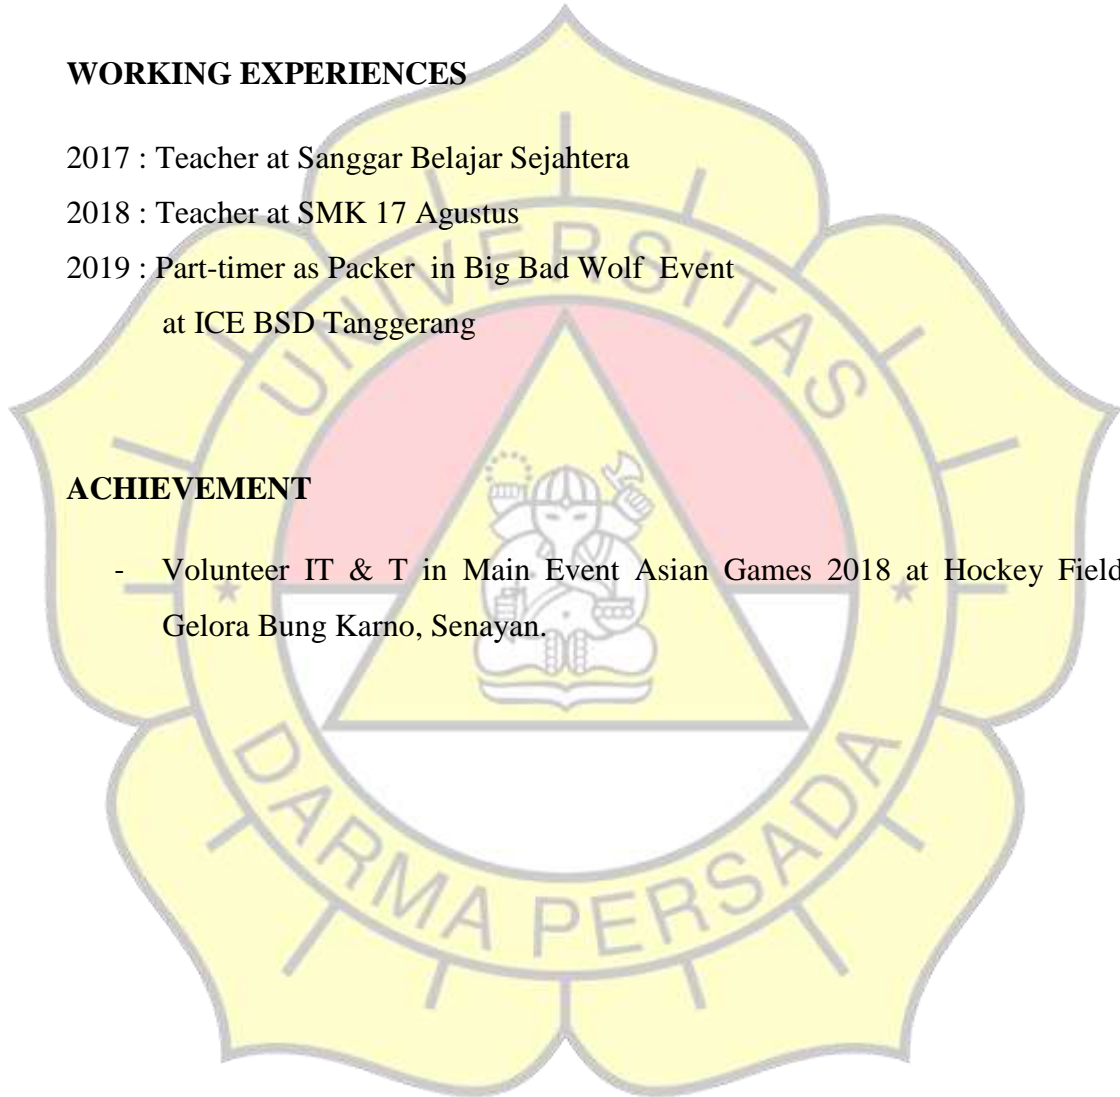 WORKING EXPERIENCES
2017 : Teacher at Sanggar Belajar Sejahtera
2018 : Teacher at SMK 17 Agustus
2019 : Part-timer as Packer in Big Bad Wolf Event
at ICE BSD Tanggerang
ACHIEVEMENT
- Volunteer IT & T in Main Event Asian Games 2018 at Hockey Field
Gelora Bung Karno, Senayan.
UNIVERSITAS
DARMA PERSADA